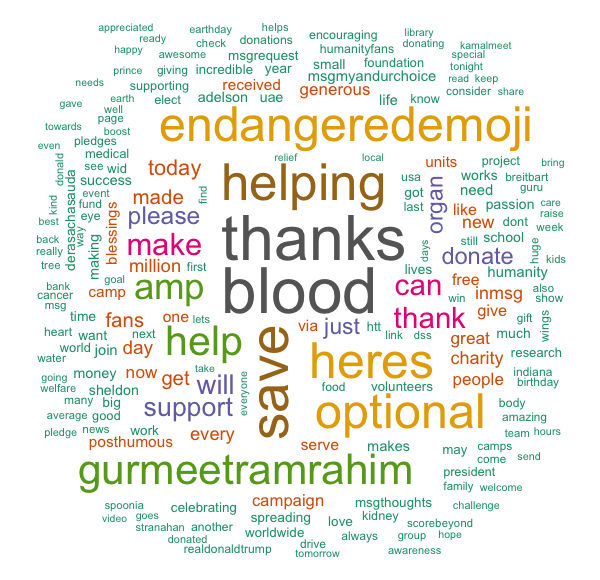 appreciated
earthday
helps
library
ready
check
donations
encouraging
donating
kamalmeet
happy
awesome
msgrequest
humanityfans
special
needs
prince
giving
incredible
year
small
foundation
tonight
supporting
received
msgmyandurchoice
read
keep
gave
earth
elect
adelson
uae
generous
life
know
consider
share
towards
well
page
boost
endangeredemoji
even
pledges
donald
medical
today
relief
local
units
project
bring
see
wid
helping
usa
works
breitbart
kind
derasachasauda
success
made
find
got
organ
need
guru
event
fund
please
last
like
passion
care
best
way
eye
blessings
thanks
new
dont
raise
back
make
still
school
week
really
making
donate
huge
kids
tree
goal
million
first
days
lives
humanity
bank
camp
amp
blood
can
win
free
also
cancer
inmsg
show
msg
time
fans
one
lets
via
just
htt
thank
give
gift
wings
heart
want
next
help
save
link
dss
great
much
water
world
join
day
heres
charity
research
going
money
now
get
take
everyone
indiana
welfare
sheldon
will
food
volunteers
people
birthday
many
big
support
optional
body
average
good
amazing
pledge
news
work
every
team
hours
posthumous
serve
makes
may
camps
gurmeetramrahim
come
send
president
family
welcome
spoonia
celebrating
campaign
msgthoughts
challenge
video
goes
spreading
love
kidney
scorebeyond
stranahan
another
worldwide
always
group
hope
donated
drive
realdonaldtrump
tomorrow
awareness